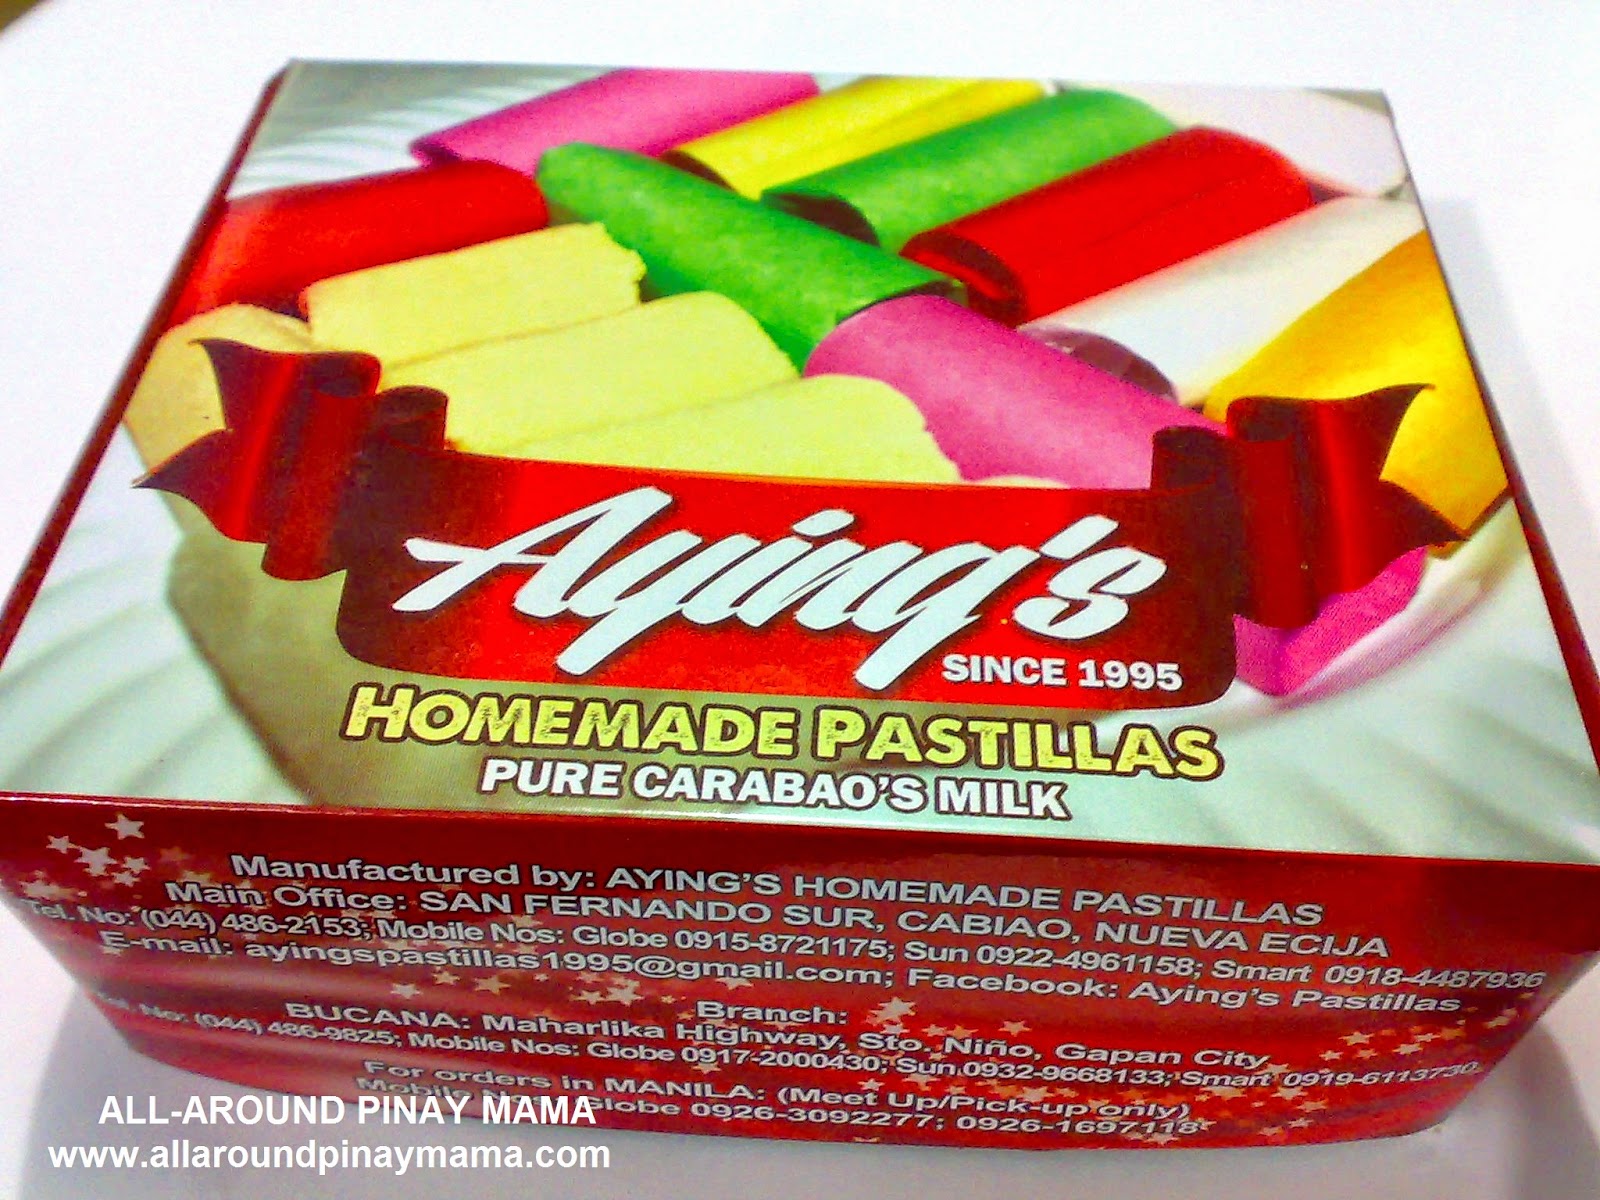 Aying's
SINCE 1995
HOMEMADE PASTILLAS
PURE CARABAO'S MILK
Manufactured by: AYING'S HOMEMADE PASTILLAS
Main Office: SAN FERNANDO SUR, CABIAO, NUEVA ECIJA
Tel. No: (044) 486-2153; Mobile Nos: Globe 0915-8721175; Sun 0922-4961158; Smart 0918-4487936
E-mail: ayingspastillas1995@gmail.com; Facebook: Aying's Pastillas
Branch:
BUCANA: Maharlika Highway, Sto. Niño, Gapan City
Tel. No: (044) 486-9825; Mobile Nos: Globe 0917-2000430; Sun 0932-9668133; Smart 0919-6113730
For orders in MANILA: (Meet Up/Pick-up only)
Mobile Globe 0926-3092277; 0926-1697118
ALL-AROUND PINAY MAMA
www.allaroundpinaymama.com